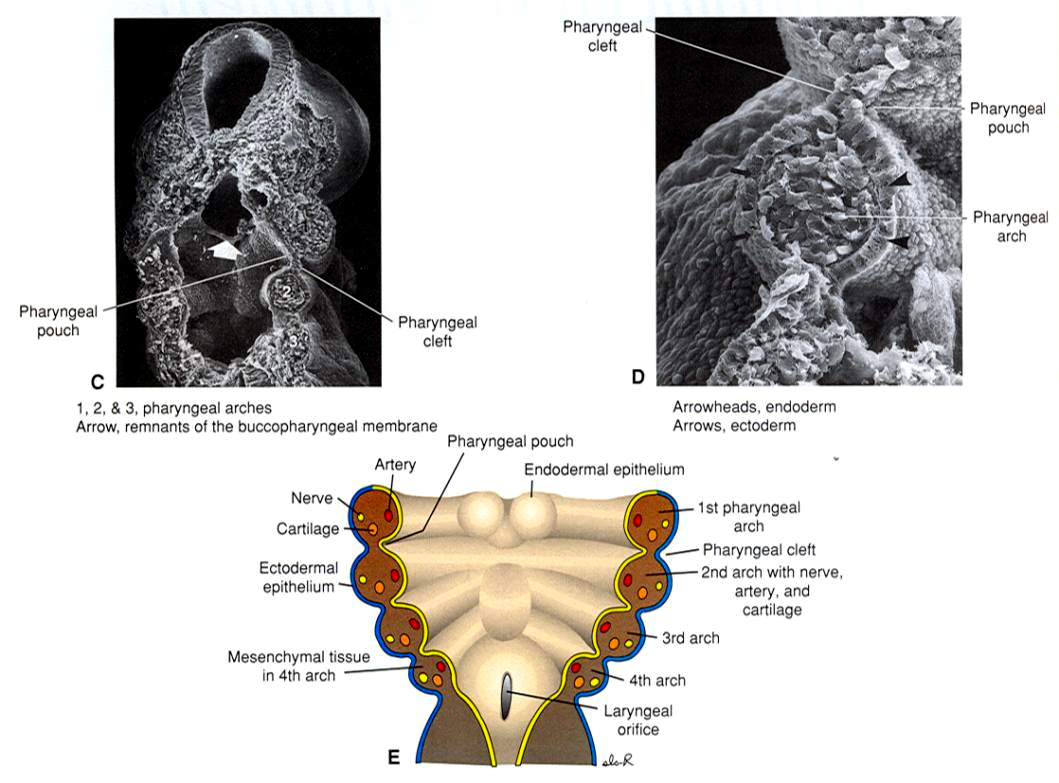 Pharyngeal
cleft
Pharyngeal
pouch
Pharyngeal
arch
1
2
3
Pharyngeal
pouch
Pharyngeal
cleft
C
D
1, 2, & 3, pharyngeal arches
Arrow, remnants of the buccopharyngeal membrane
Arrowheads, endoderm
Arrows, ectoderm
Pharyngeal pouch
Artery
Endodermal epithelium
Nerve
Cartilage
1st pharyngeal
arch
Pharyngeal cleft
Ectodermal
epithelium
2nd arch with nerve,
artery, and
cartilage
3rd arch
Mesenchymal tissue
in 4th arch
4th arch
Laryngeal
orifice
E